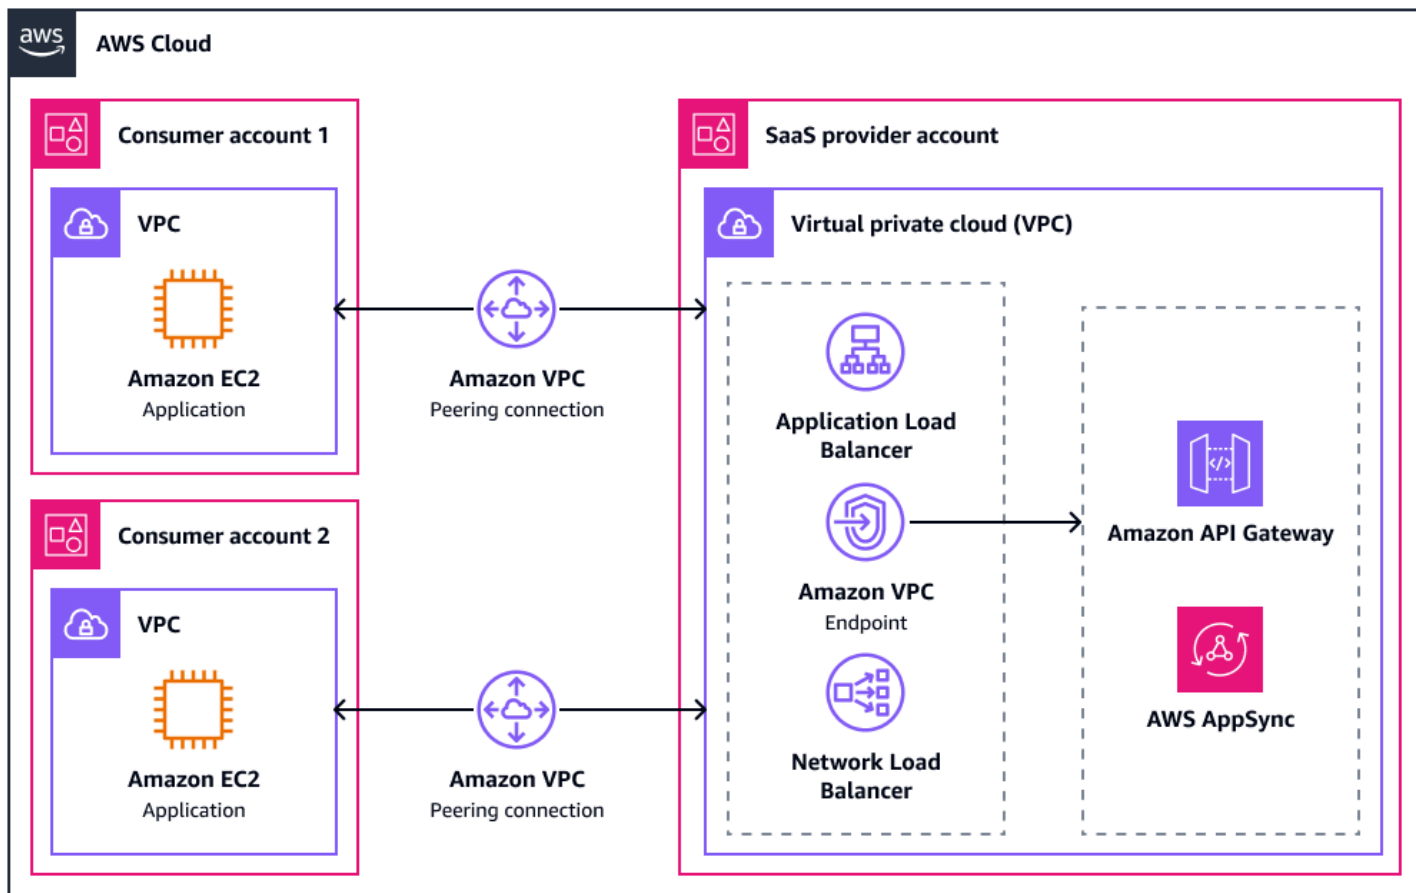 aws
AWS Cloud
Consumer account 1
VPC
Amazon EC2
Application
Amazon VPC
Peering connection
Consumer account 2
VPC
Amazon EC2
Application
Amazon VPC
Peering connection
SaaS provider account
Virtual private cloud (VPC)
Application Load
Balancer
Amazon VPC
Endpoint
Network Load
Balancer
</>
Amazon API Gateway
AWS AppSync